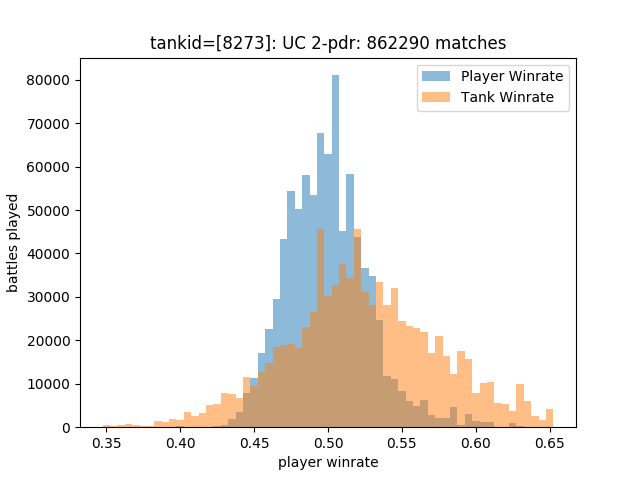 tankid=[8273]: UC 2-pdr: 862290 matches
Player Winrate
Tank Winrate
battles played
80000
70000
60000
50000
40000
30000
20000
10000
0
0.35 0.40 0.45 0.50 0.55 0.60 0.65
player winrate